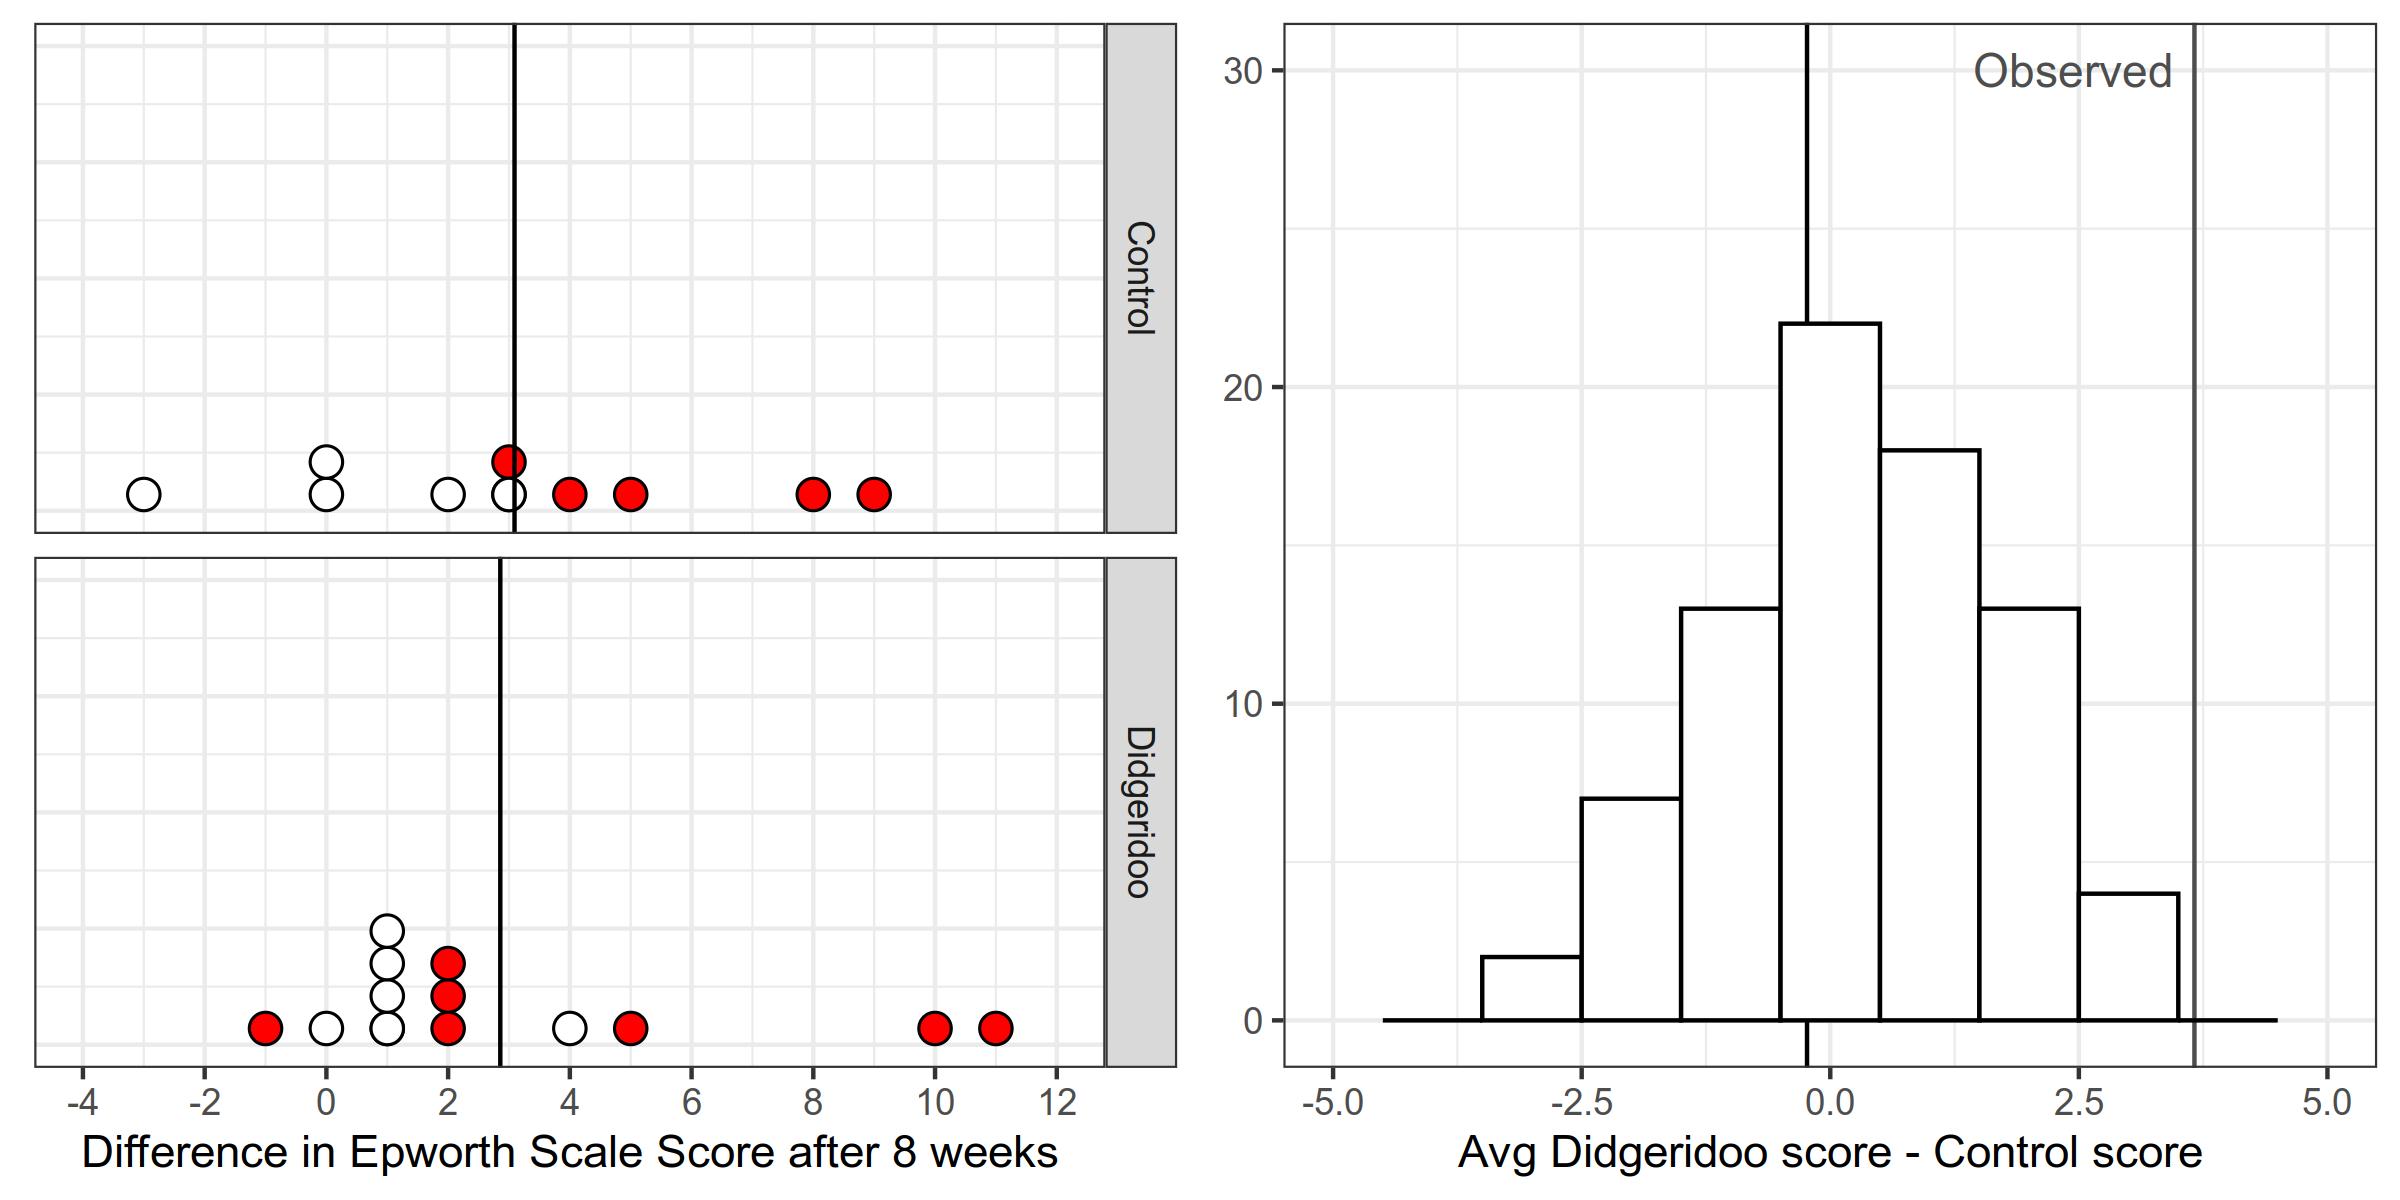 Control
Didgeridoo
-4 -2 0 2 4 6 8 10 12
Difference in Epworth Scale Score after 8 weeks
Observed
30
20
10
0
-5.0 -2.5 0.0 2.5 5.0
Avg Didgeridoo score - Control score